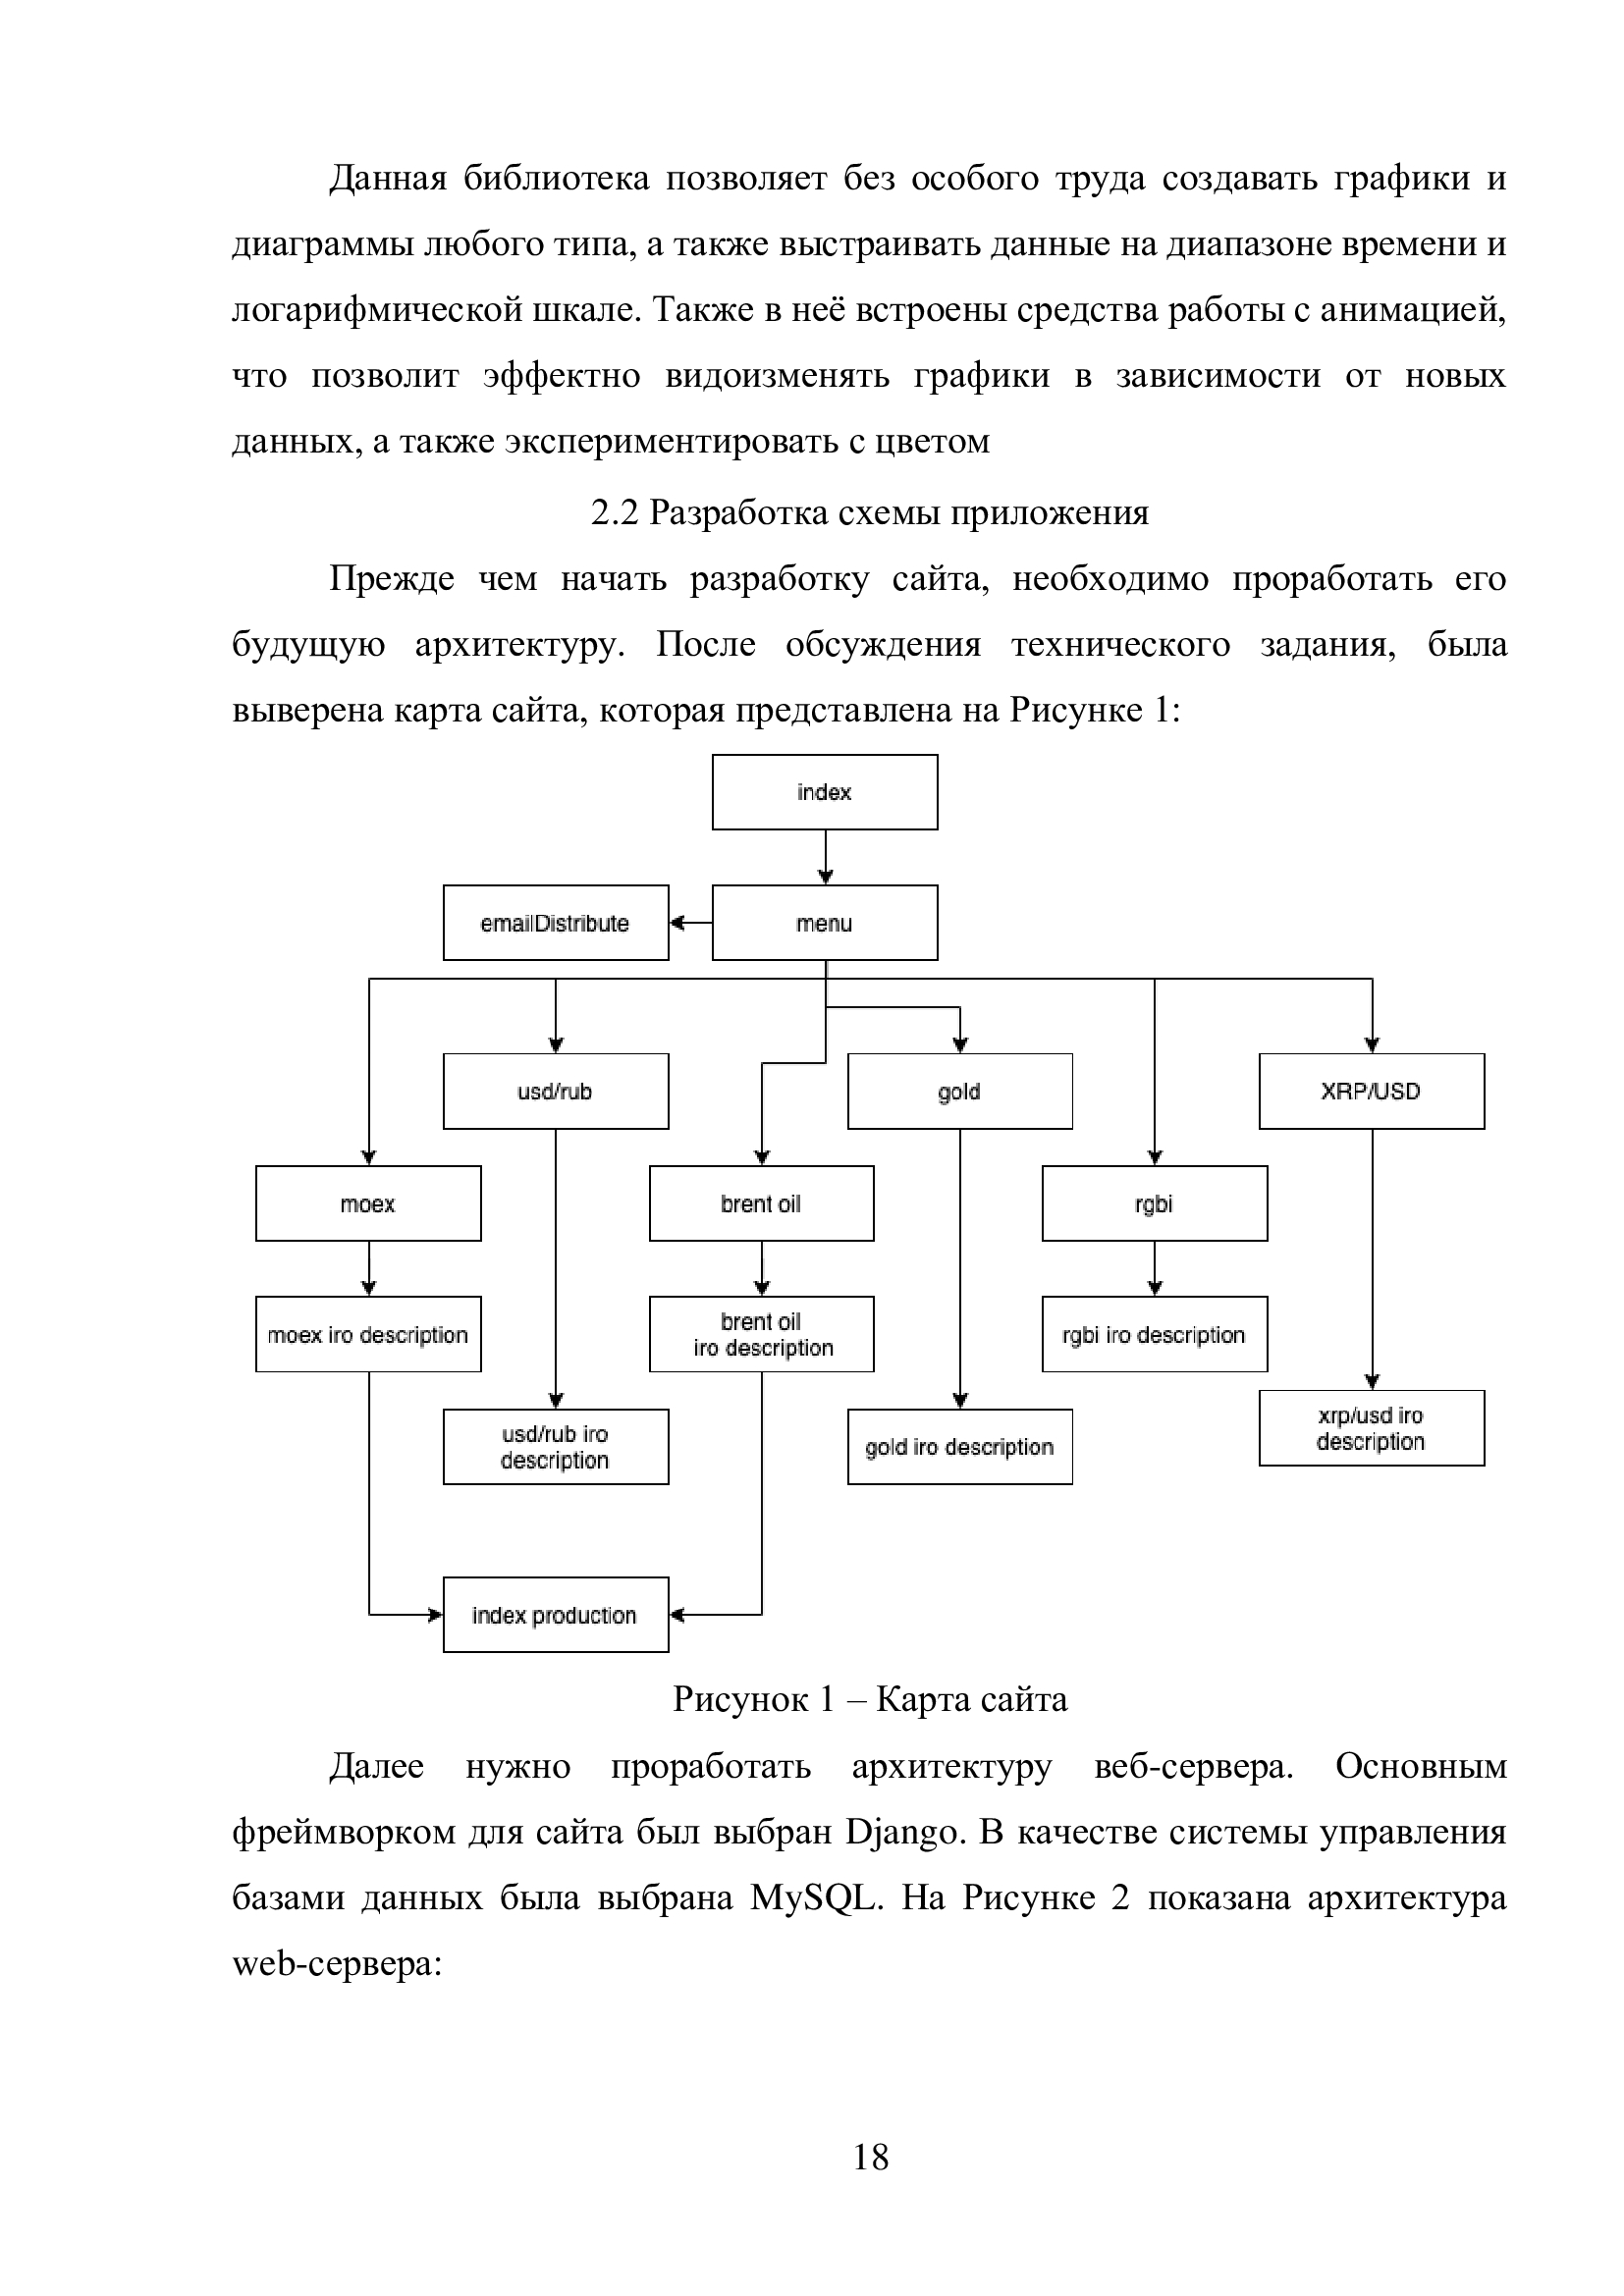 Данная библиотека позволяет без особого труда создавать графики и
диаграммы любого типа, а также выстраивать данные на диапазоне времени и
логарифмической шкале. Также в неё встроены средства работы с анимацией,
что позволит эффектно видоизменять графики в зависимости от новых
данных, а также экспериментировать с цветом
2.2 Разработка схемы приложения
Прежде чем начать разработку сайта, необходимо проработать его
будущую архитектуру. После обсуждения технического задания, была
выверена карта сайта, которая представлена на Рисунке 1:
index
emailDistribute
menu
usd/rub
gold
XRP/USD
moex
brent oil
rgbi
moex iro description
brent oil
iro description
rgbi iro description
usd/rub iro
description
gold iro description
xrp/usd iro
description
index production
Рисунок 1 – Карта сайта
Далее нужно проработать архитектуру веб-сервера. Основным
фреймворком для сайта был выбран Django. В качестве системы управления
базами данных была выбрана MySQL. На Рисунке 2 показана архитектура
web-сервера:
18